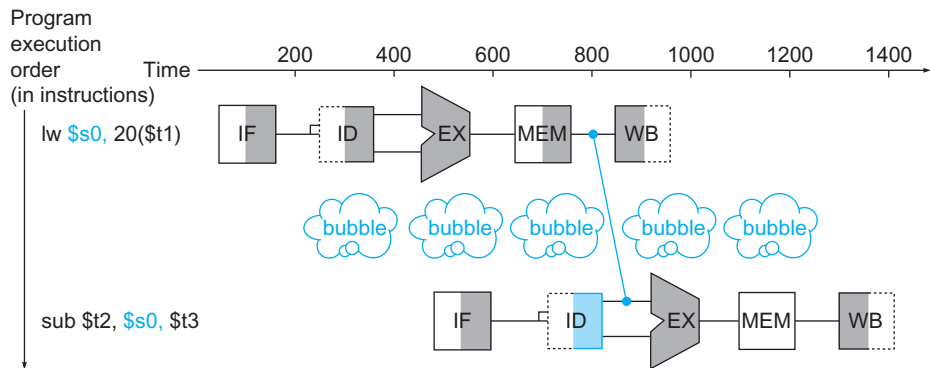 Program
execution
order
(in instructions)
Time
200 400 600 800 1000 1200 1400
lw $s0, 20($t1)
IF ID EX MEM WB
bubble bubble bubble bubble bubble
sub $t2, $s0, $t3
IF ID EX MEM WB